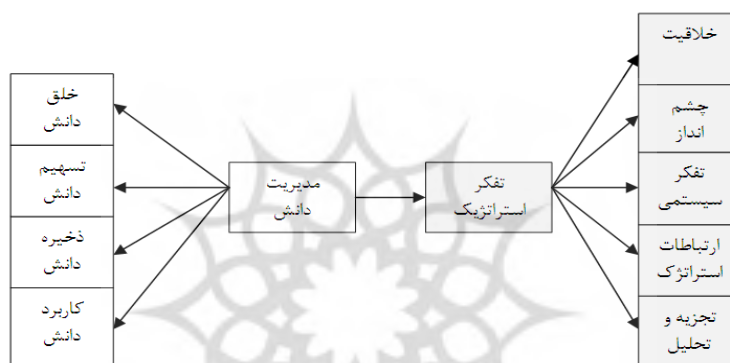 خلاقیت
چشم
انداز
تفکر
سیستمی
ارتباطات
استراتژک
تجزیه و
تحلیل
تفکر
استراتژیک
مدیریت
دانش
خلق
دانش
تسهیم
دانش
ذخیره
دانش
کاربرد
دانش